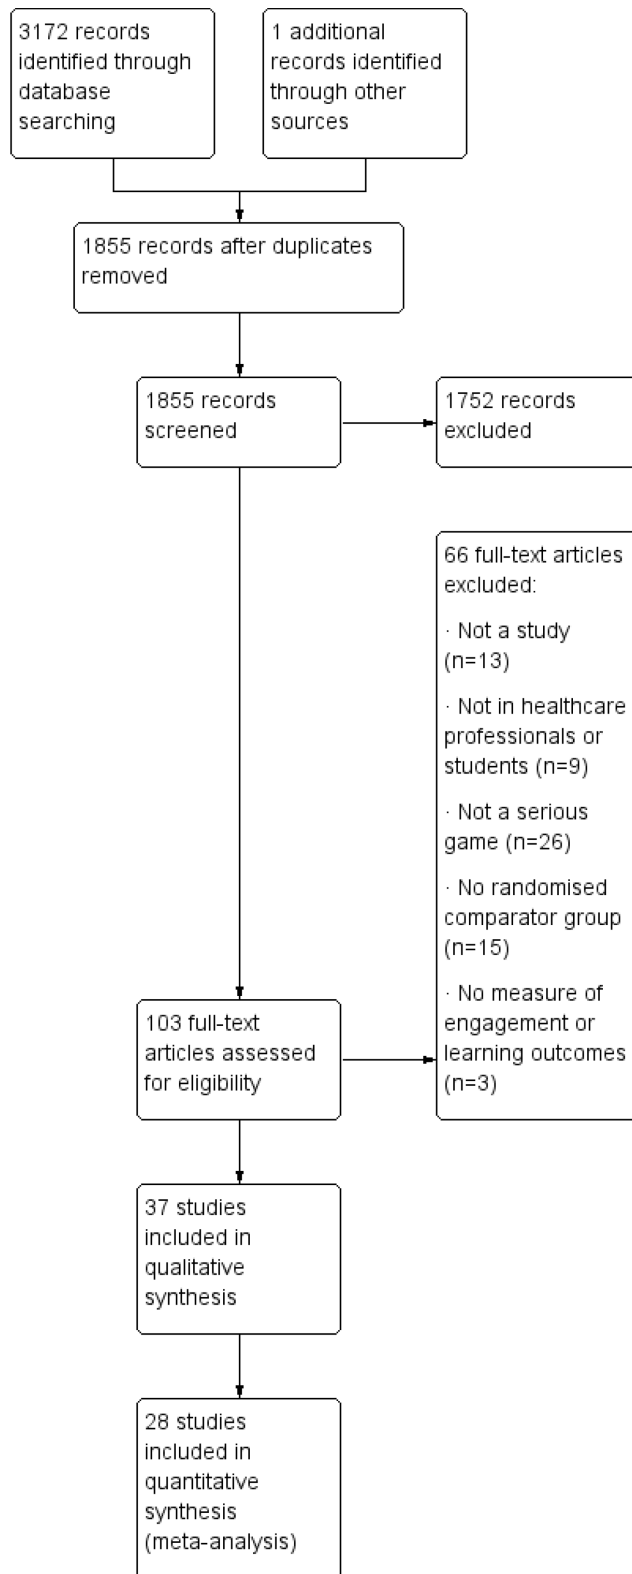 3172 records
identified through
database
searching
1 additional
records identified
through other
sources
1855 records after duplicates
removed
1855 records
screened
1752 records
excluded
66 full-text articles
excluded:
· Not a study
(n=13)
· Not in healthcare
professionals or
students (n=9)
· Not a serious
game (n=26)
· No randomised
comparator group
(n=15)
· No measure of
engagement or
learning outcomes
(n=3)
103 full-text
articles assessed
for eligibility
37 studies
included in
qualitative
synthesis
28 studies
included in
quantitative
synthesis
(meta-analysis)